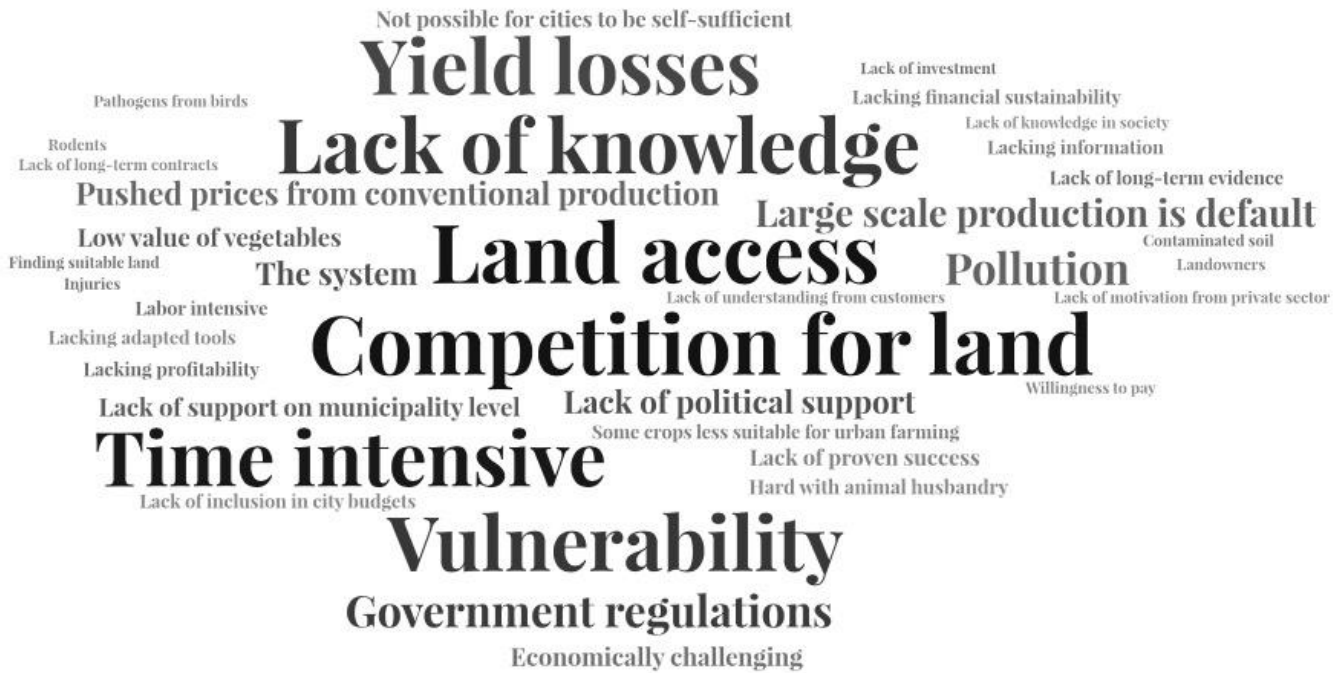 Not possible for cities to be self-sufficient
Yield losses
Lack of investment
Pathogens from birds
Lacking financial sustainability
Lack of knowledge
Lack of knowledge in society
Rodents
Lacking information
Lack of long-term contracts
Lack of long-term evidence
Pushed prices from conventional production
Large scale production is default
Low value of vegetables
Land access
Contaminated soil
Finding suitable land
The system
Pollution
Landowners
Injuries
Lack of understanding from customers
Lack of motivation from private sector
Labor intensive
Lacking adapted tools
Competition for land
Lacking profitability
Willingness to pay
Lack of support on municipality level
Lack of political support
Some crops less suitable for urban farming
Time intensive
Lack of proven success
Hard with animal husbandry
Lack of inclusion in city budgets
Vulnerability
Government regulations
Economically challenging